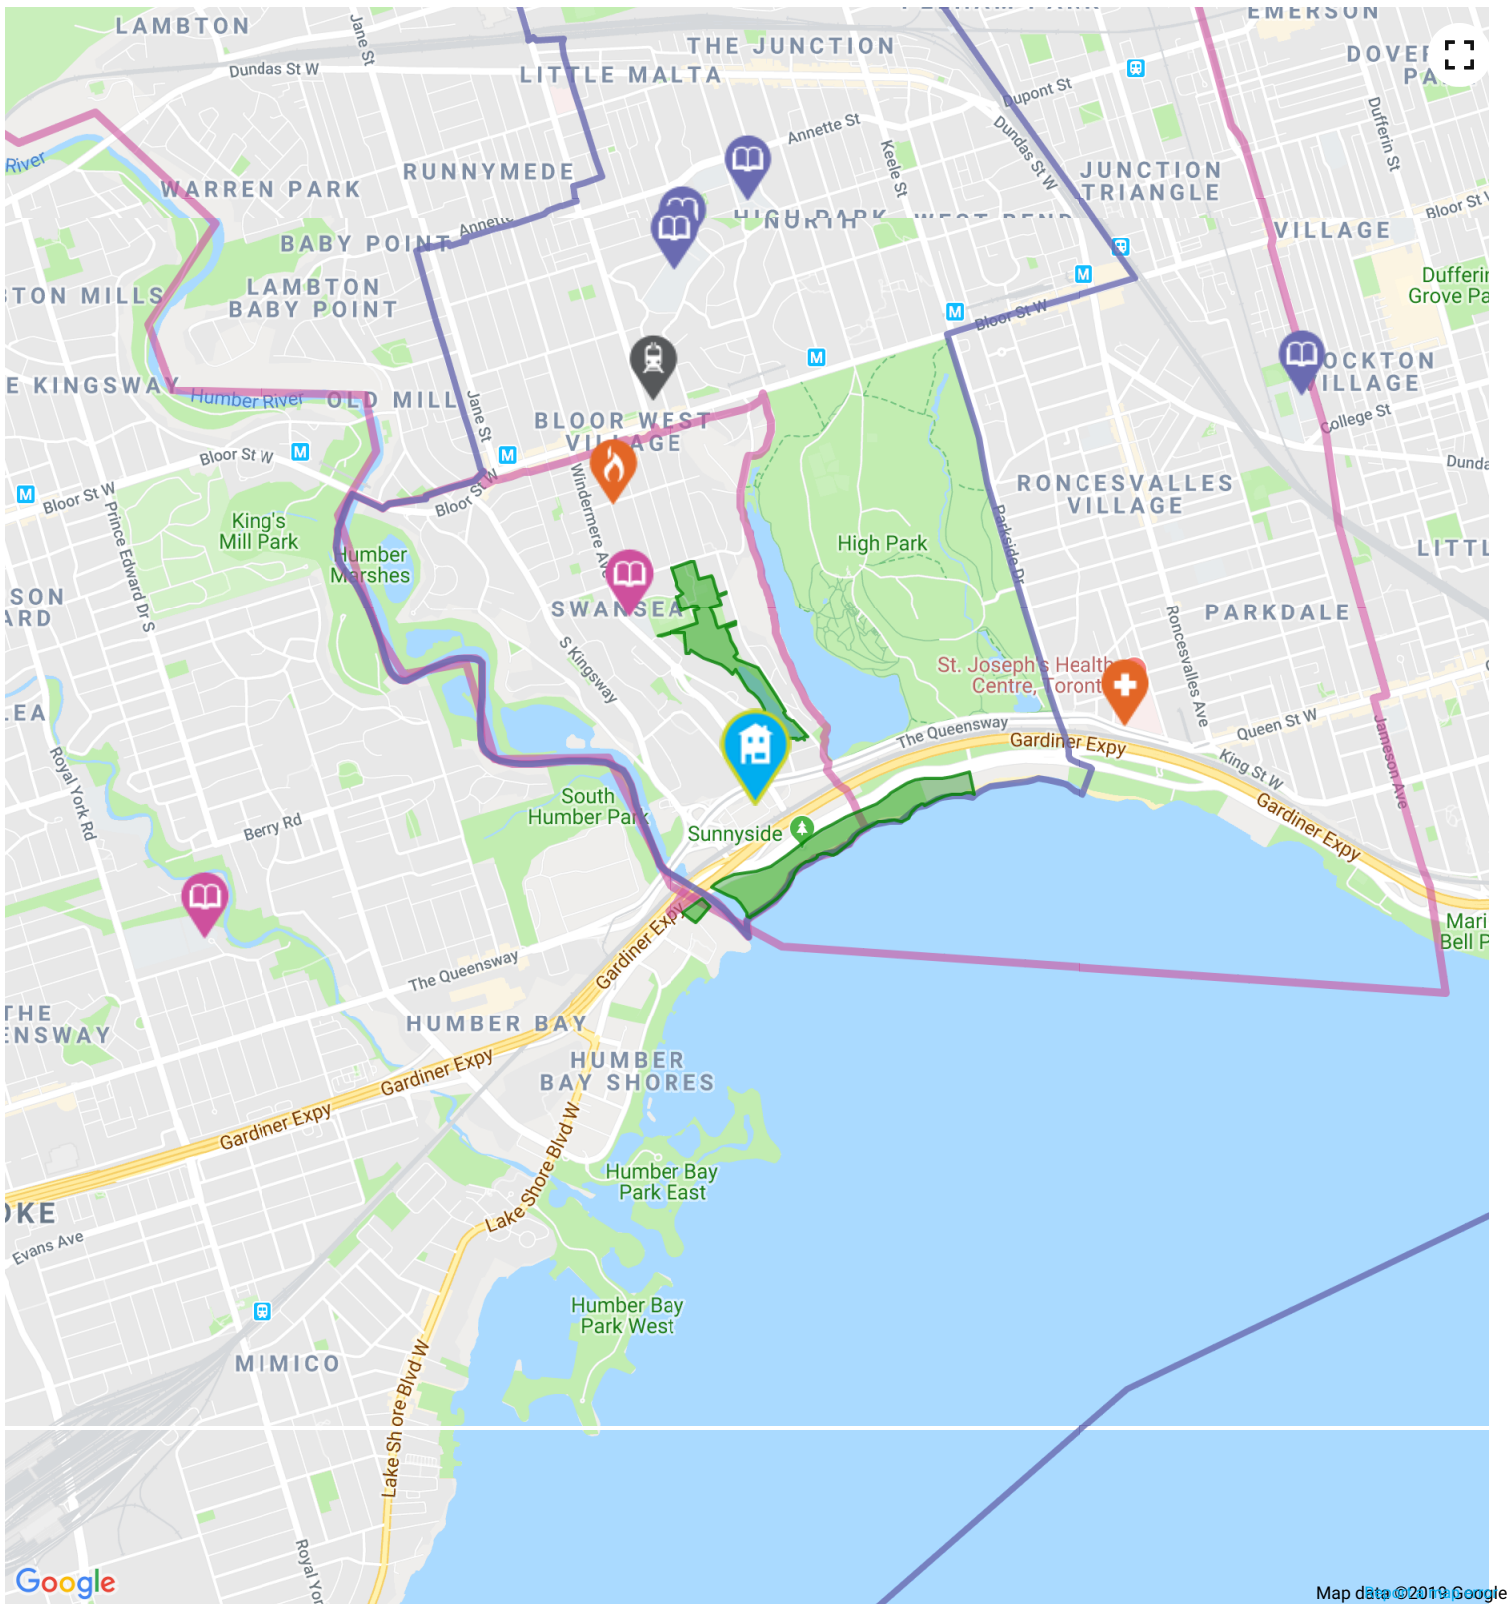 LAMBTON
Jane St
THE JUNCTION
EMERSON
Dundas St W
LITTLE MALTA
Dupont St
Annette St
Dundas St W
Dufferin St
Keele St
River
RUNNYMEDE
JUNCTION
TRIANGLE
WARREN PARK
HIGH PARK
NORTH
WEST BEND
Bloor St W
BABY POINT
VILLAGE
LAMBTON
BABY POINT
TON MILLS
Dufferin
Grove Pa
Bloor St W
E KINGSWAY
Humber River
OLD MILL
Jane St
BLOOR WEST
VILLAGE
OCKTON
ILLAGE
College St
Bloor St W
Bloor St W
Bloor St W
Windermere Ave
Dunda
RONCESVALLES
VILLAGE
Prince Edward Dr S
King's
Mill Park
Humber
Marshes
High Park
Parkside Dr
LITTL
SON
ARD
SWANSEA
PARKDALE
Roncesvalles Ave
S Kingsway
St. Joseph's Health
Centre, Toront
LEA
The Queensway
Gardiner Expy
Queen St W
King St W
Jameson Ave
Royal York Rd
South
Humber Park
Berry Rd
Sunnyside
Gardiner Expy
Mari
Bell P
Gardiner Expy
The Queensway
THE
ENSWAY
HUMBER BAY
HUMBER
BAY SHORES
Gardiner Expy
Gardiner Expy
Lake Shore Blvd W
Humber Bay
Park East
OKE
Evans Ave
Humber Bay
Park West
MIMICO
Lake Shore Blvd W
Royal Yor
Google
Map data ©2019 Google